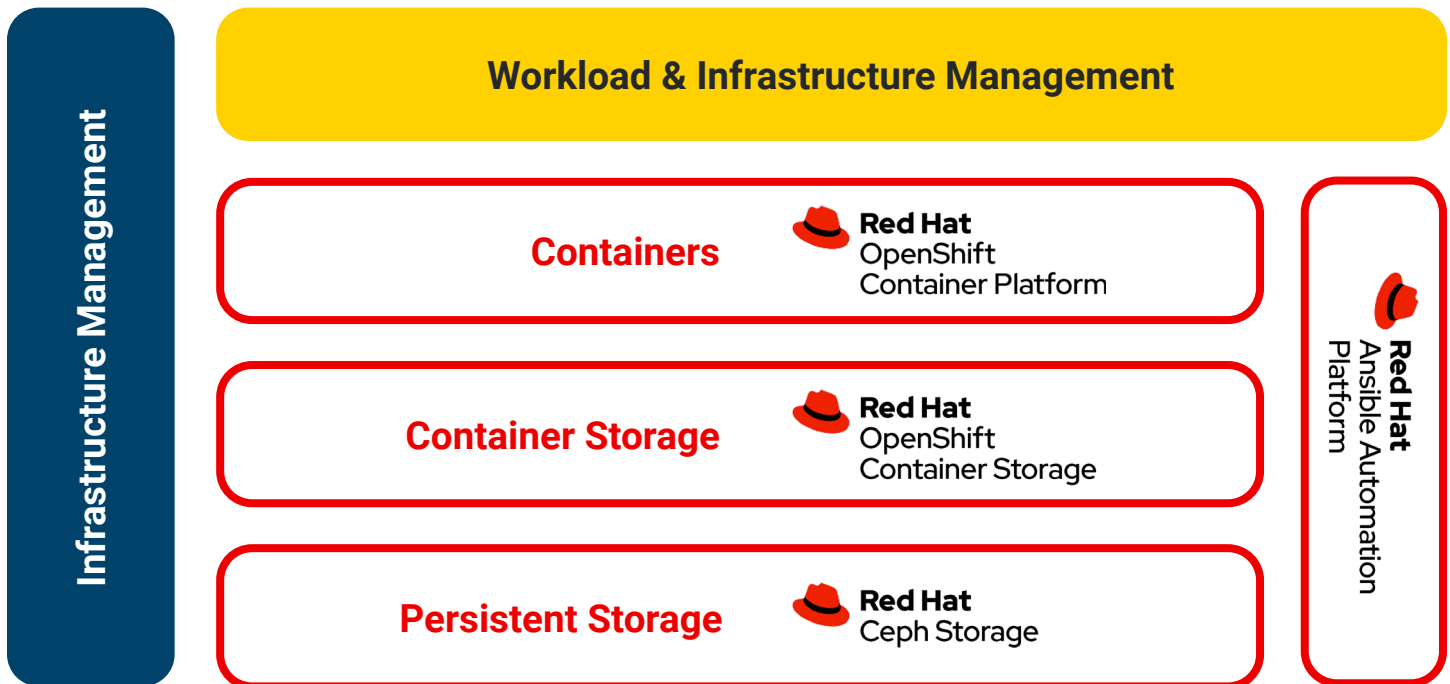 Infrastructure Management
Workload & Infrastructure Management
Containers
Red Hat
OpenShift
Container Platform
Container Storage
Red Hat
OpenShift
Container Storage
Persistent Storage
Red Hat
Ceph Storage
Red Hat
Ansible Automation
Platform